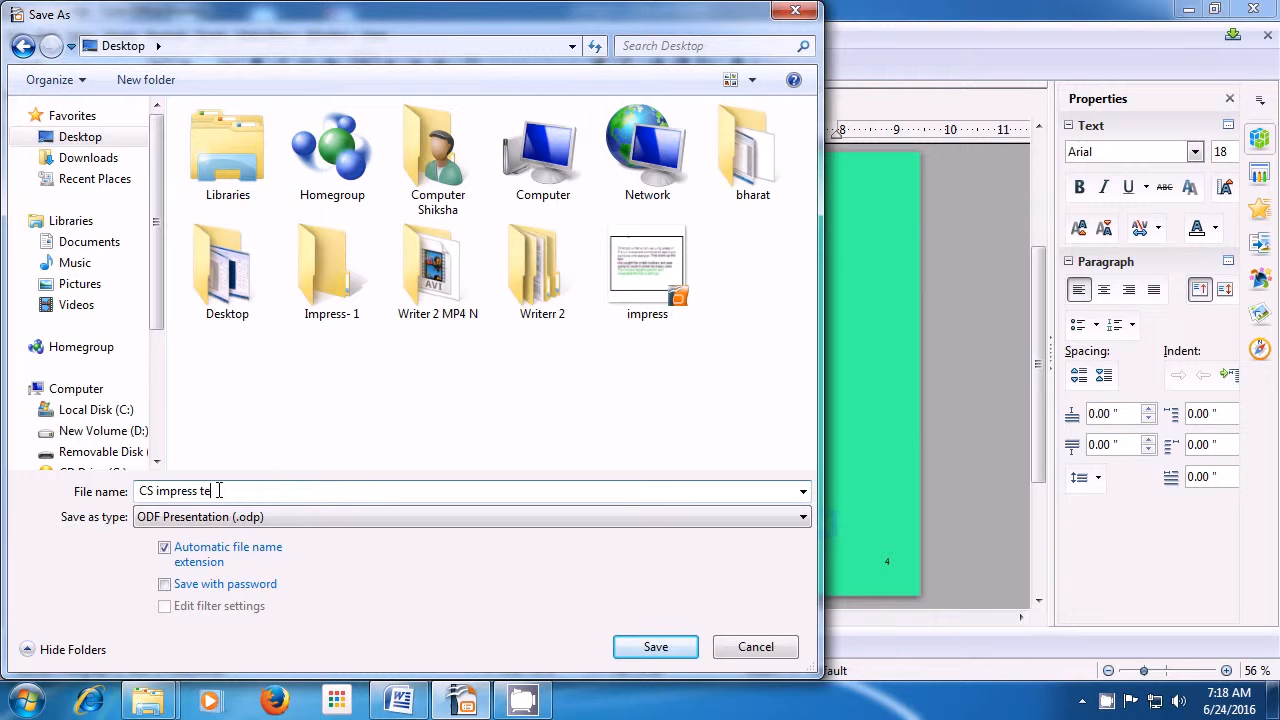 Save As
Desktop
Search Desktop
Organize
New folder
Favorites
Desktop
Downloads
Recent Places
Libraries
Documents
Music
Pictures
Videos
Homegroup
Computer
Local Disk (C:)
New Volume (D:)
Removable Disk (
Libraries
Homegroup
Computer
Shiksha
Computer
Network
bharat
Desktop
Impress- 1
Writer 2 MP4 N
Writerr 2
impress
File name: CS impress te
Save as type: ODF Presentation (.odp)
Automatic file name
extension
Save with password
Edit filter settings
Hide Folders
Save
Cancel
8 9 10 11
4
Properties
Text
Arial
18
B I U ABC A
Paragraph
Spacing:
Indent:
0.00 "
0.00 "
0.00 "
0.00 "
0.00 "
fault
56 %
7:18 AM
6/24/2016